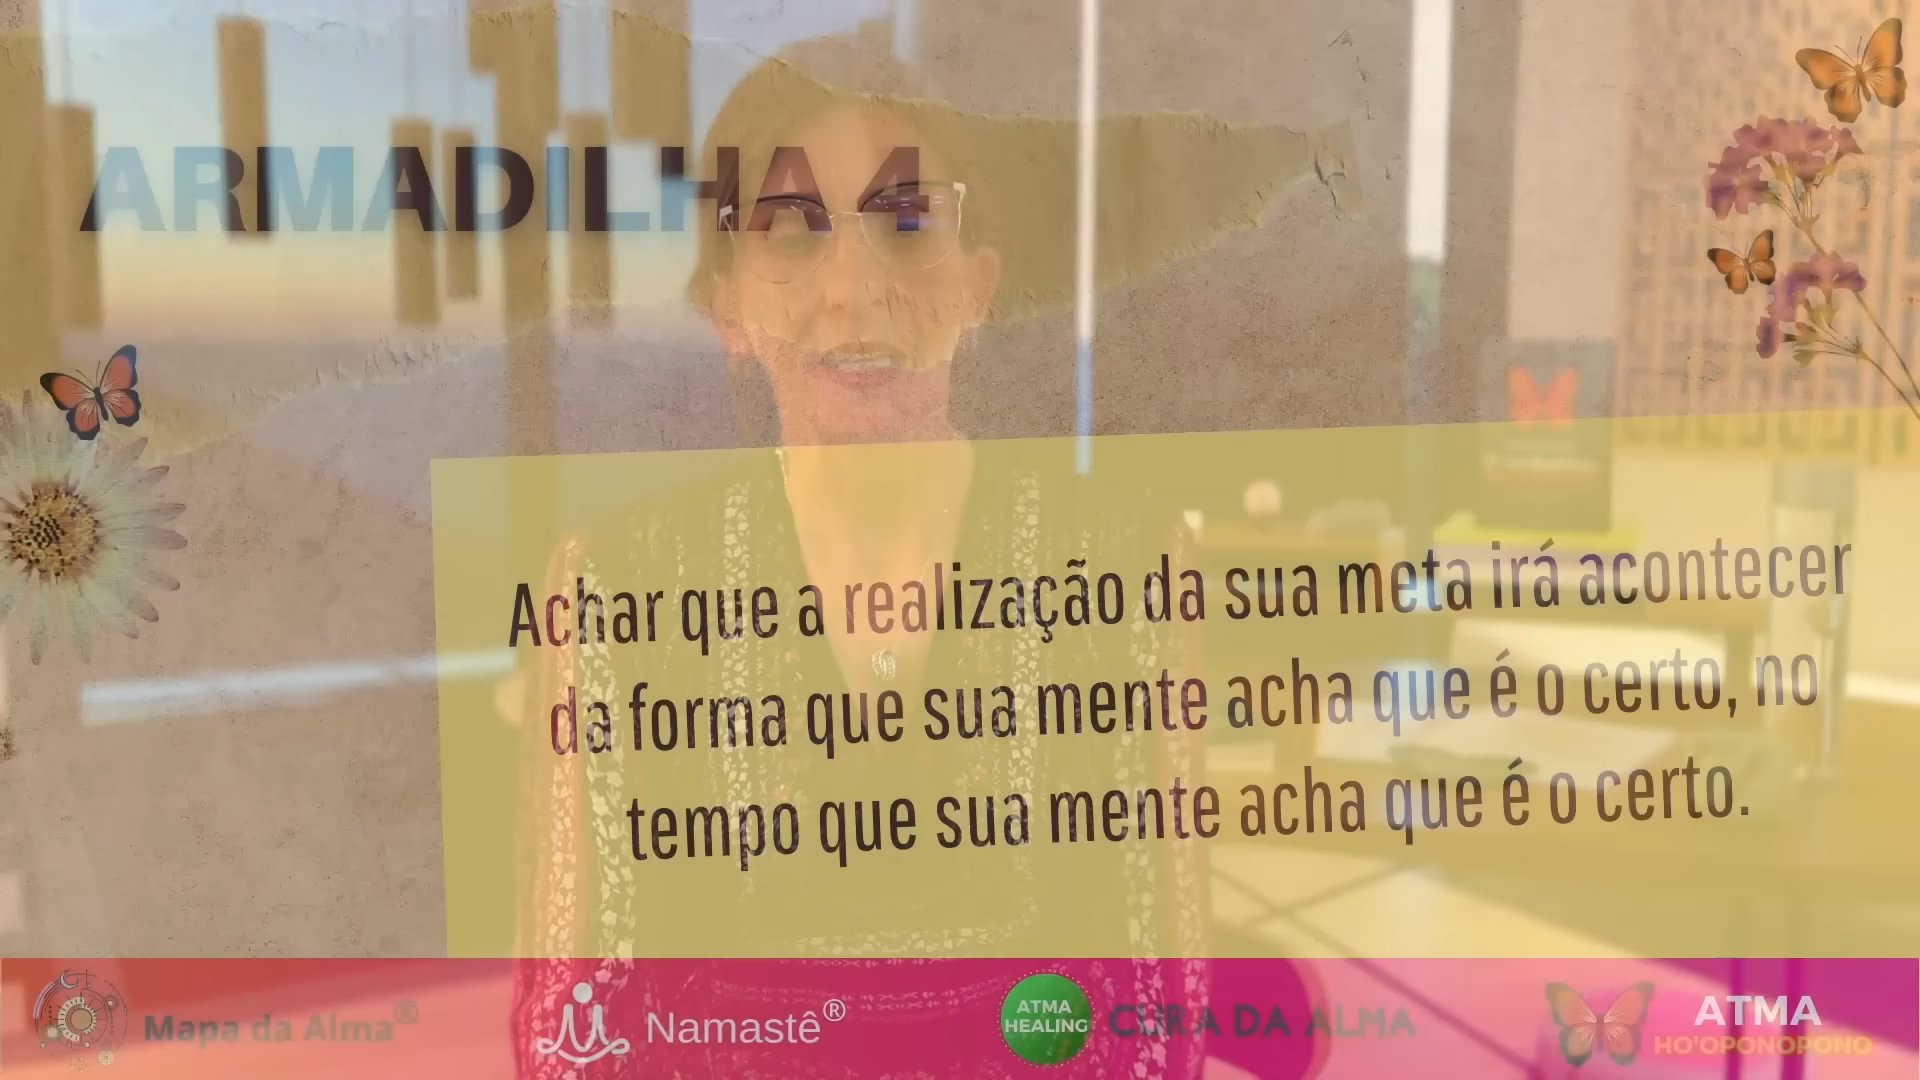 ARMADILHA 4
Achar que a realização da sua meta irá acontecer
da forma que sua mente acha que é o certo, no
tempo que sua mente acha que é o certo.
Mapa da Alma®
Namastê®
ATMA
HEALING
CURA DA ALMA
ATMA
HO'OPONOPONO